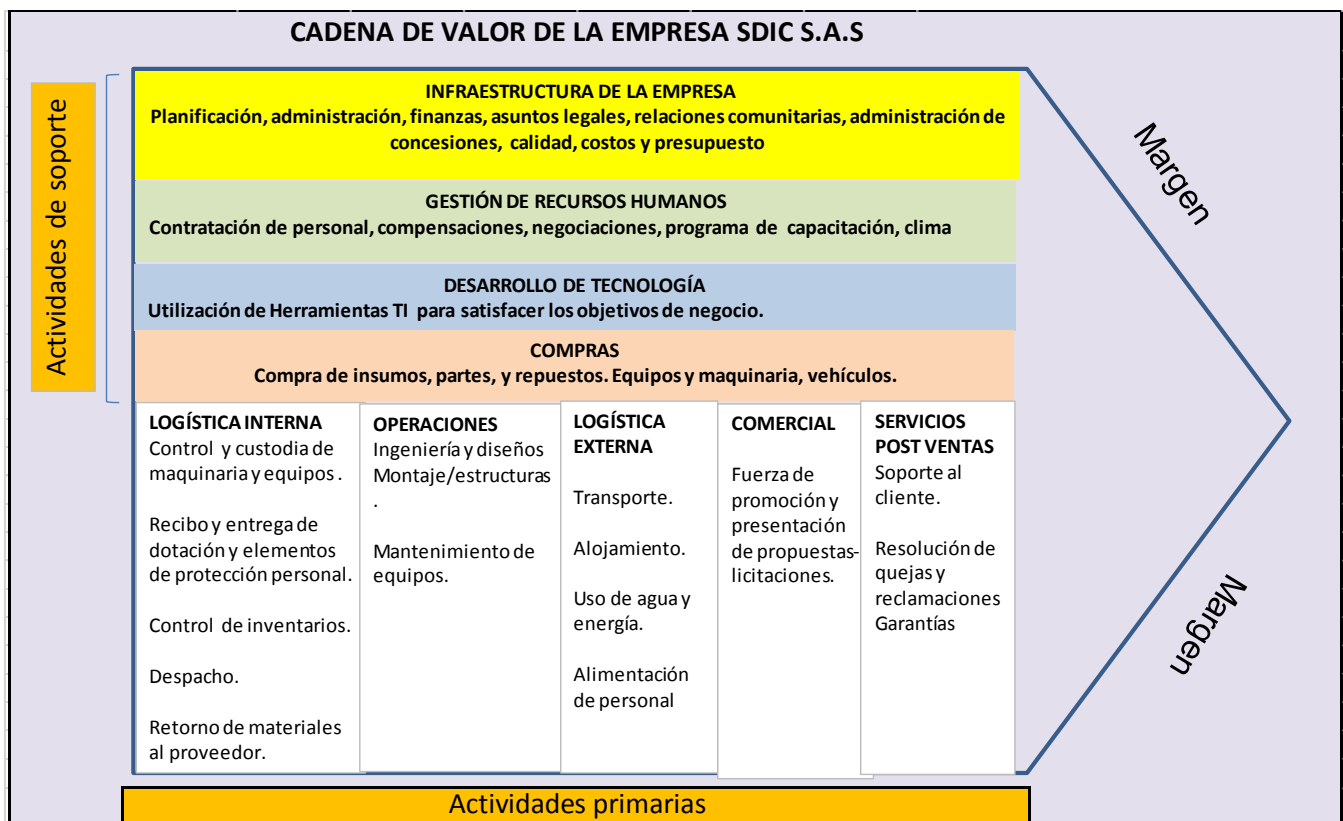 CADENA DE VALOR DE LA EMPRESA SDIC S.A.S
Actividades de soporte
INFRAESTRUCTURA DE LA EMPRESA
Planificación, administración, finanzas, asuntos legales, relaciones comunitarias, administración de
concesiones, calidad, costos y presupuesto
GESTIÓN DE RECURSOS HUMANOS
Contratación de personal, compensaciones, negociaciones, programa de capacitación, clima
DESARROLLO DE TECNOLOGÍA
Utilización de Herramientas TI para satisfacer los objetivos de negocio.
COMPRAS
Compra de insumos, partes, y repuestos. Equipos y maquinaria, vehículos.
LOGÍSTICA INTERNA
Control y custodia de
maquinaria y equipos .
Recibo y entrega de
dotación y elementos
de protección personal.
Control de inventarios.
Despacho.
Retorno de materiales
al proveedor.
OPERACIONES
Ingeniería y diseños
Montaje/estructuras
.
Mantenimiento de
equipos.
LOGÍSTICA
EXTERNA
Transporte.
Alojamiento.
Uso de agua y
energía.
Alimentación
de personal
COMERCIAL
Fuerza de
promoción y
presentación
de propuestas-
licitaciones.
SERVICIOS
POST VENTAS
Soporte al
cliente.
Resolución de
quejas y
reclamaciones
Garantías
Margen
Margen
Actividades primarias